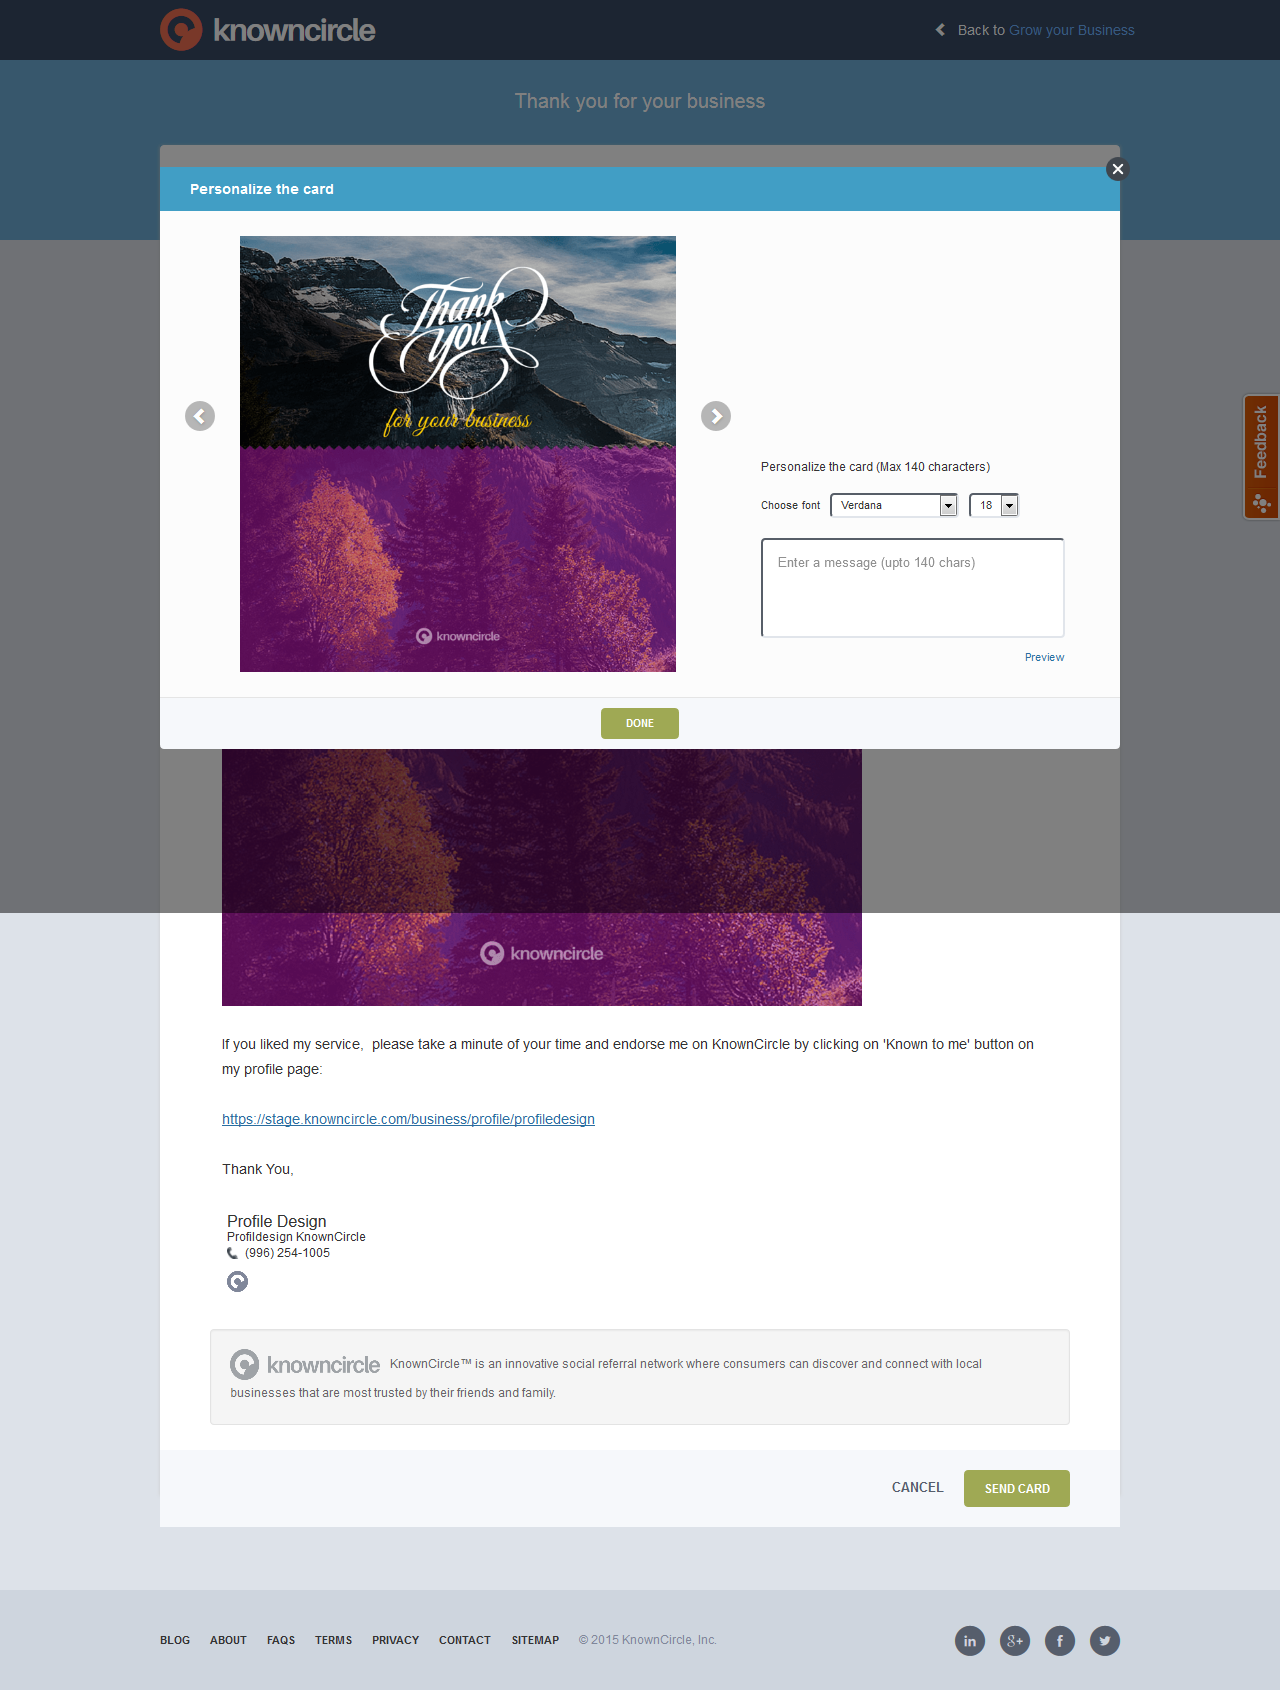 knowncircle
Back to Grow your Business
Thank you for your business
Personalize the card
Thank
you
for your business
knowncircle
Personalize the card (Max 140 characters)
Choose font Verdana 18
Enter a message (upto 140 chars)
Preview
Feedback
DONE
knowncircle
If you liked my service, please take a minute of your time and endorse me on KnownCircle by clicking on 'Known to me' button on
my profile page:
https://stage.knowncircle.com/business/profile/profiledesign
Thank You,
Profile Design
Profildesign KnownCircle
(996) 254-1005
knowncircle KnownCircle™ is an innovative social referral network where consumers can discover and connect with local
businesses that are most trusted by their friends and family.
CANCEL SEND CARD
BLOG ABOUT FAQS TERMS PRIVACY CONTACT SITEMAP © 2015 KnownCircle, Inc.
in g+ f